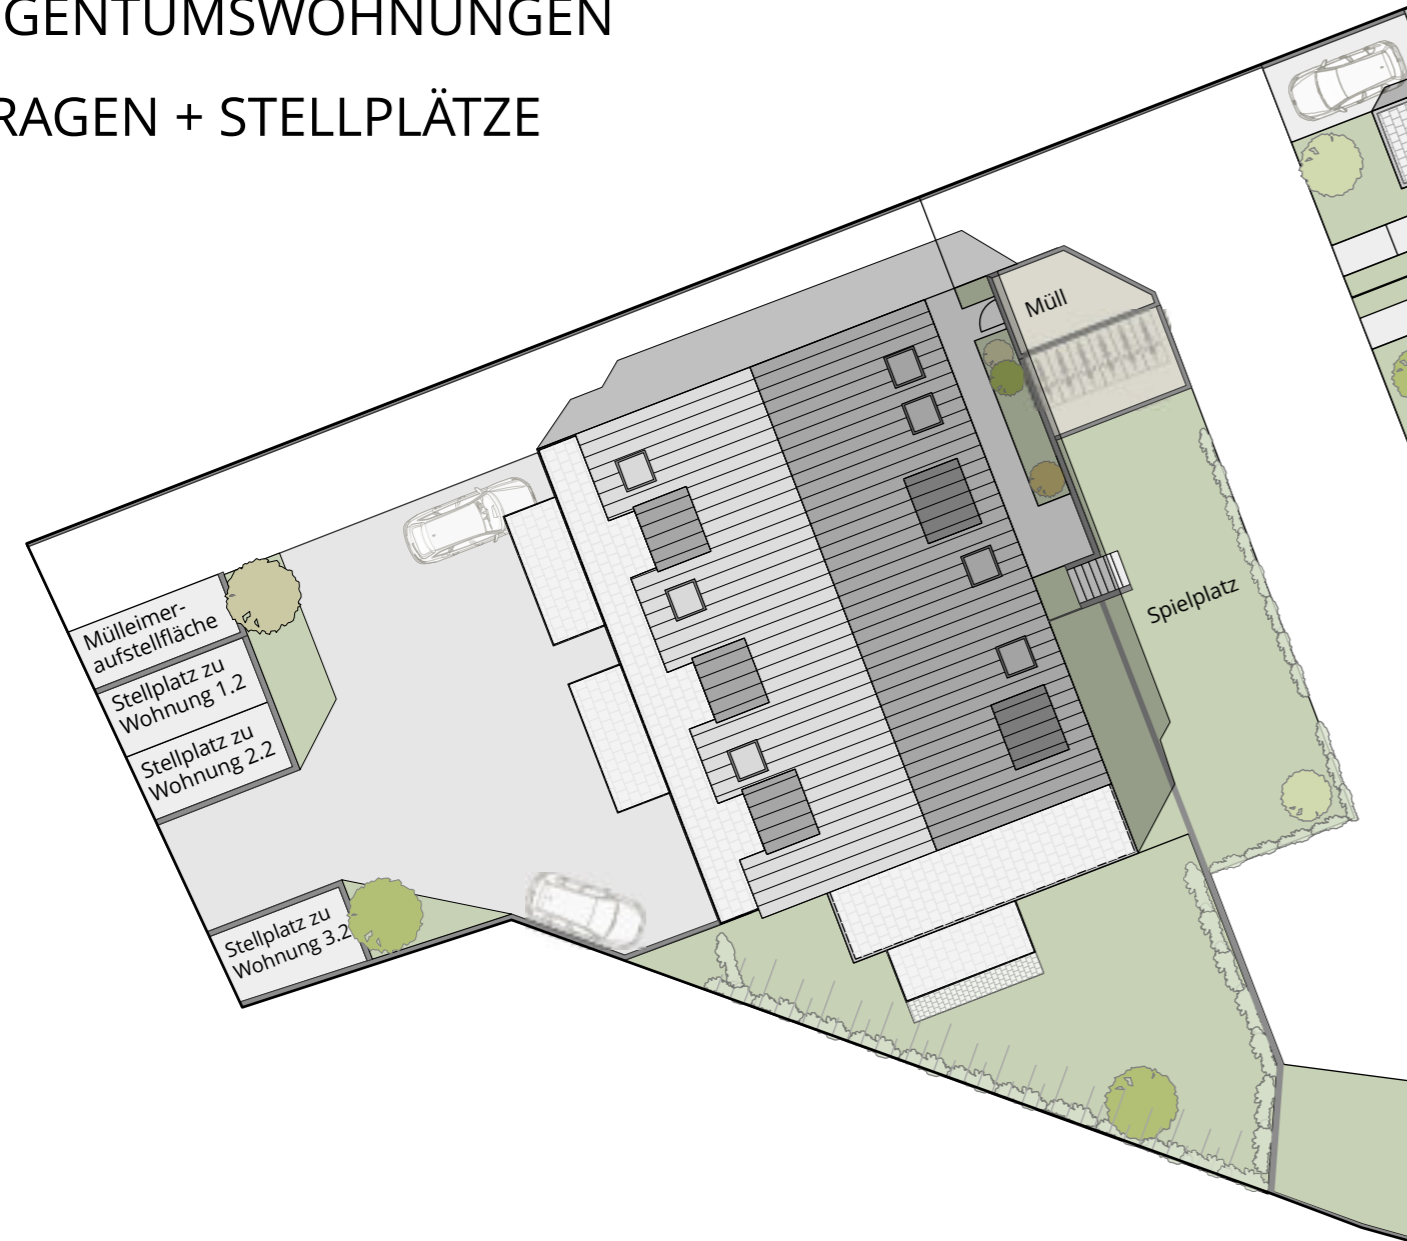 GENTUMSWOHNUNGEN
RAGEN + STELLPLÄTZE
Müll
Spielplatz
Mülleimer-
aufstellfläche
Stellplatz zu
Wohnung 1.2
Stellplatz zu
Wohnung 2.2
Stellplatz zu
Wohnung 3.2